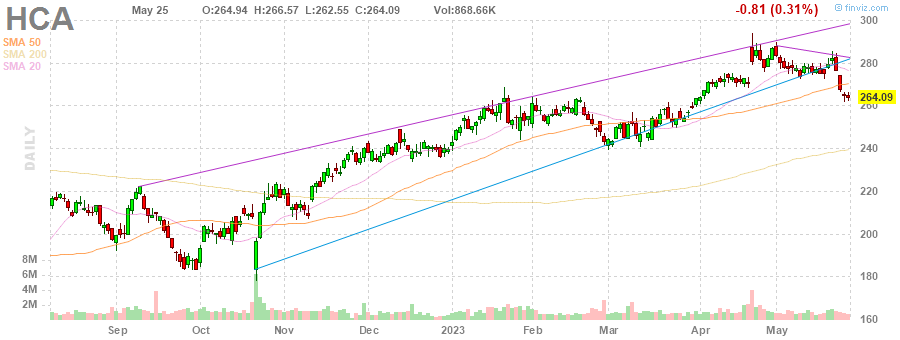 HCA May 25 O:264.94 H:266.57 L:262.55 C:264.09 Vol:868.66K -0.81 (0.31%) finviz.com
SMA 50
SMA 200
SMA 20
DAILY
300
280
264.09
260
240
220
200
180
160
8M
6M
4M
2M
Sep Oct Nov Dec 2023 Feb Mar Apr May